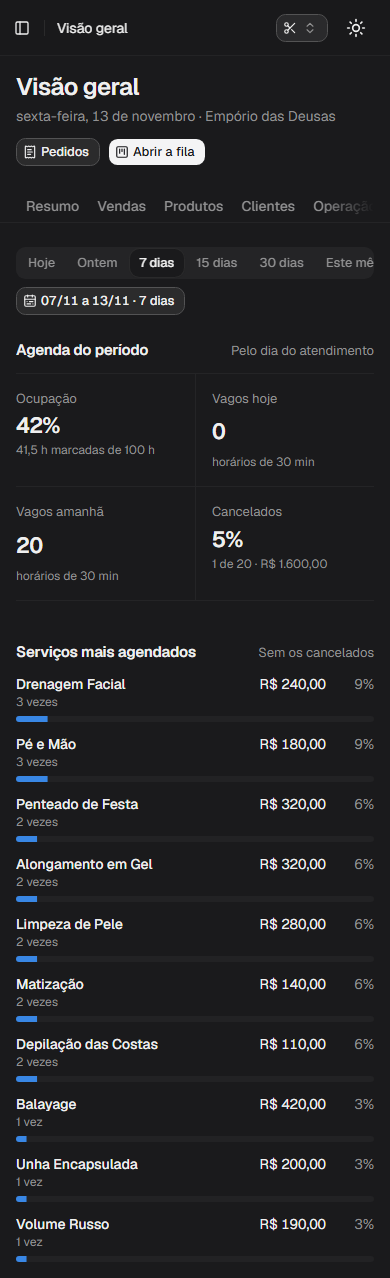 Visão geral
Visão geral
sexta-feira, 13 de novembro · Empório das Deusas
Pedidos
Abrir a fila
Resumo Vendas Produtos Clientes Operaçã
Hoje Ontem 7 dias 15 dias 30 dias Este mê
07/11 a 13/11 · 7 dias
Agenda do período Pelo dia do atendimento
Ocupação
42%
41,5 h marcadas de 100 h
Vagos hoje
0
horários de 30 min
Vagos amanhã
20
horários de 30 min
Cancelados
5%
1 de 20 · R$ 1.600,00
Serviços mais agendados Sem os cancelados
Drenagem Facial R$ 240,00 9%
3 vezes
Pé e Mão R$ 180,00 9%
3 vezes
Penteado de Festa R$ 320,00 6%
2 vezes
Alongamento em Gel R$ 320,00 6%
2 vezes
Limpeza de Pele R$ 280,00 6%
2 vezes
Matização R$ 140,00 6%
2 vezes
Depilação das Costas R$ 110,00 6%
2 vezes
Balayage R$ 420,00 3%
1 vez
Unha Encapsulada R$ 200,00 3%
1 vez
Volume Russo R$ 190,00 3%
1 vez